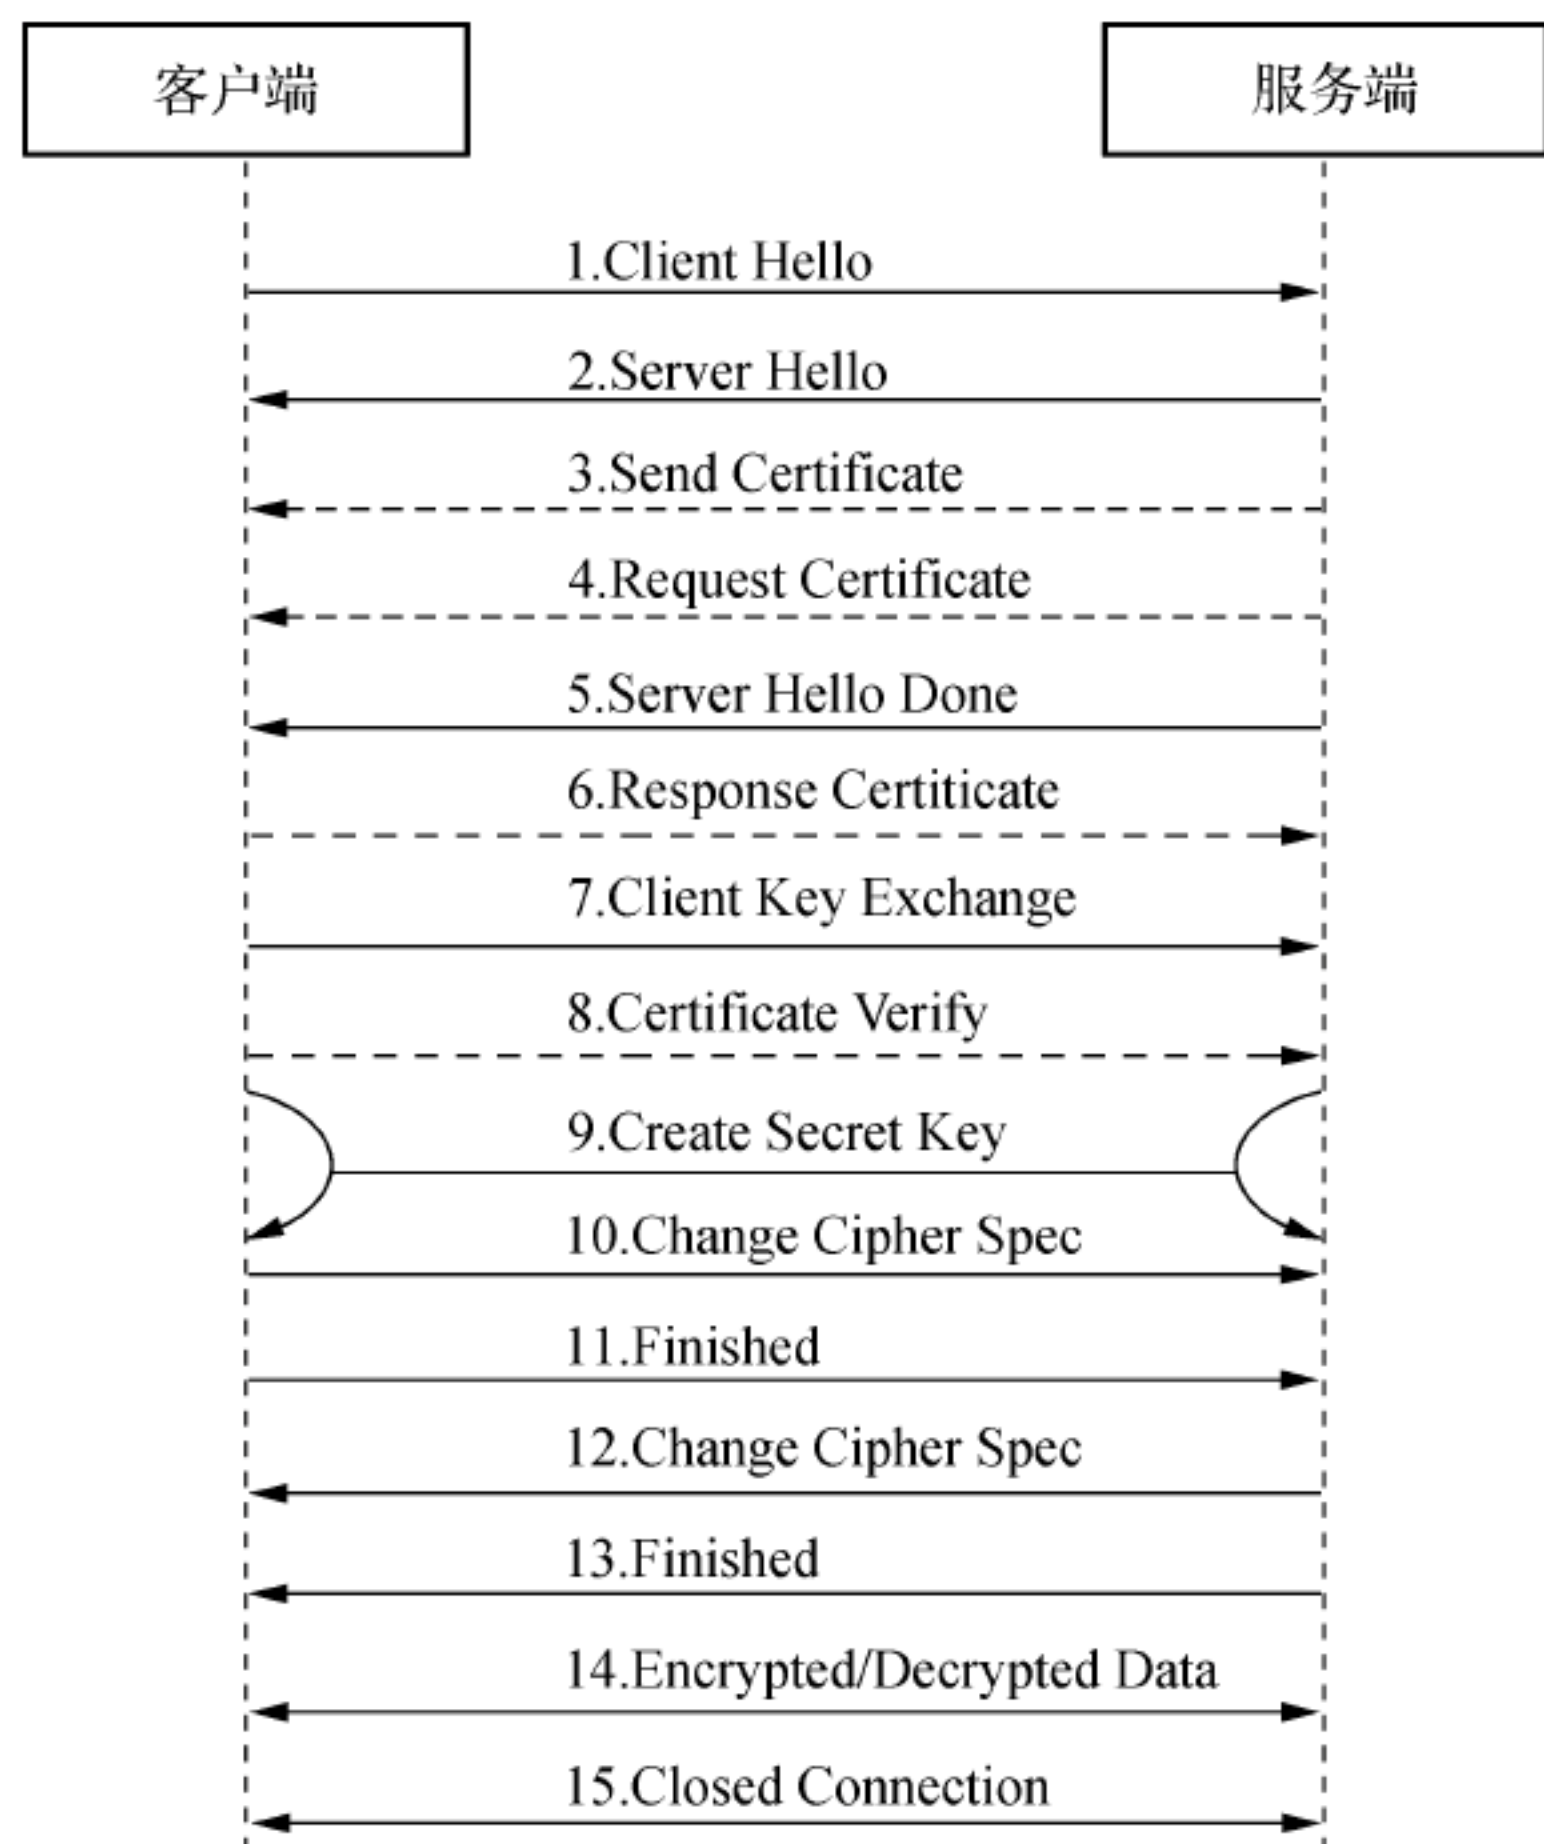 客户端
服务端
1.Client Hello
2.Server Hello
3.Send Certificate
4.Request Certificate
5.Server Hello Done
6.Response Certiticate
7.Client Key Exchange
8.Certificate Verify
9.Create Secret Key
10.Change Cipher Spec
11.Finished
12.Change Cipher Spec
13.Finished
14.Encrypted/Decrypted Data
15.Closed Connection